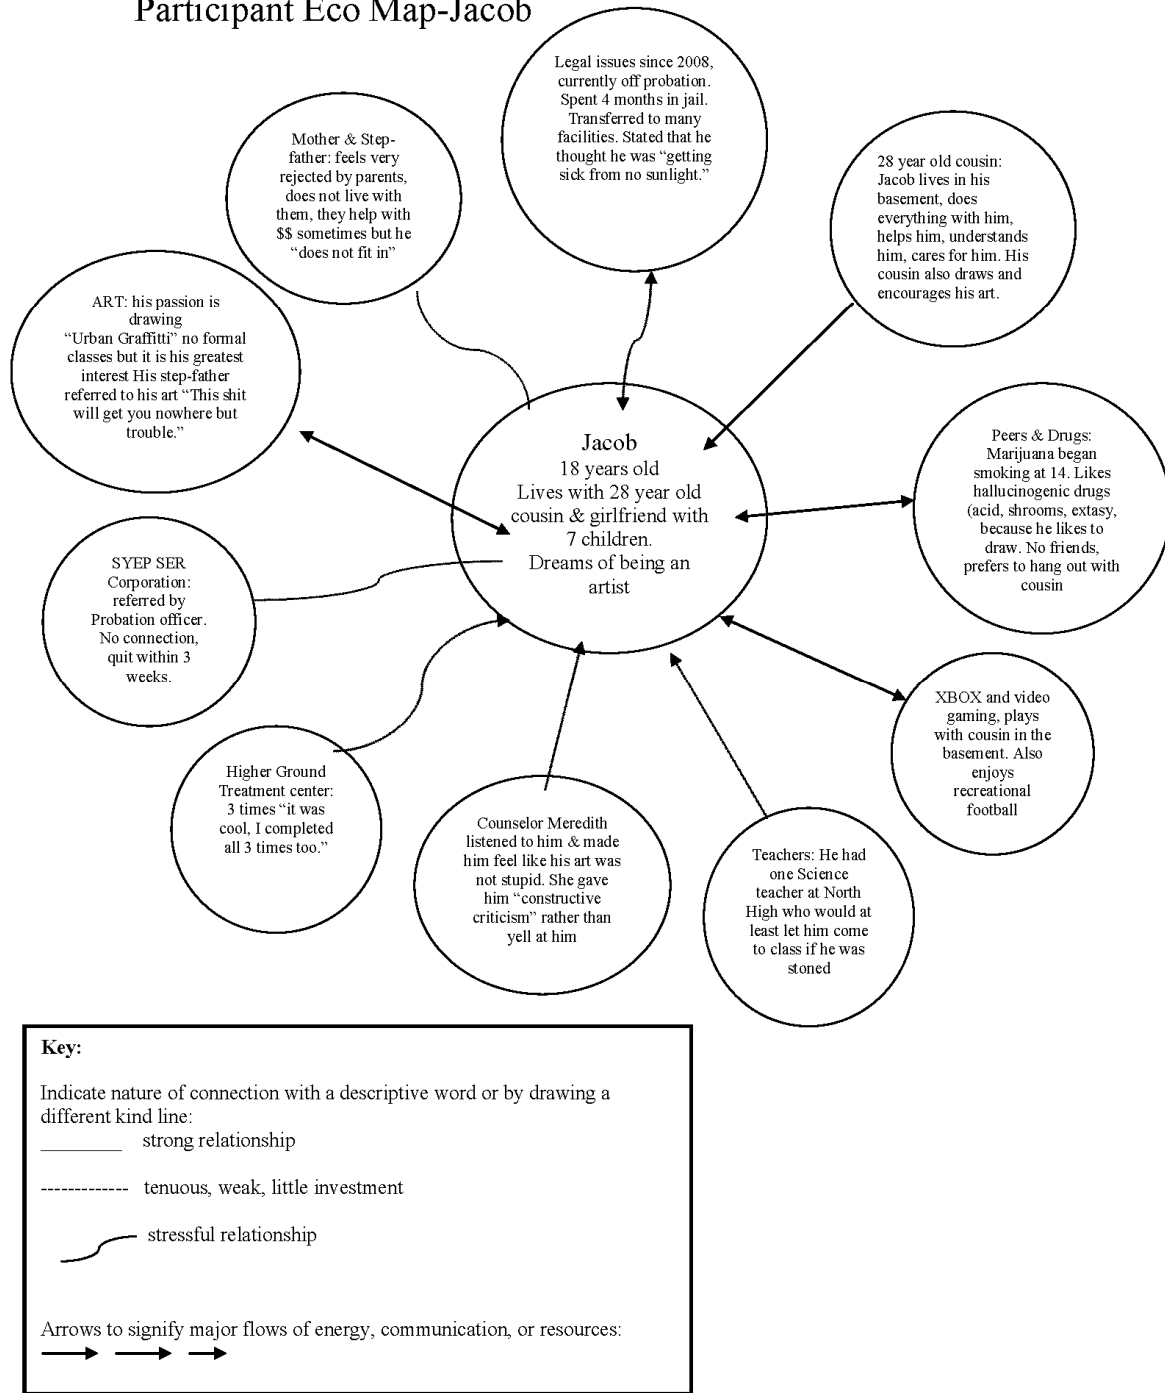 Participant Eco Map-Jacob
Legal issues since 2008,
currently off probation.
Spent 4 months in jail.
Transferred to many
facilities. Stated that he
thought he was “getting
sick from no sunlight.”
Mother & Step-
father: feels very
rejected by parents,
does not live with
them, they help with
$$ sometimes but he
“does not fit in”
28 year old cousin:
Jacob lives in his
basement, does
everything with him,
helps him, understands
him, cares for him. His
cousin also draws and
encourages his art.
ART: his passion is
drawing
“Urban Graffitti” no formal
classes but it is his greatest
interest His step-father
referred to his art “This shit
will get you nowhere but
trouble.”
Jacob
18 years old
Lives with 28 year old
cousin & girlfriend with
7 children.
Dreams of being an
artist
Peers & Drugs:
Marijuana began
smoking at 14. Likes
hallucinogenic drugs
(acid, shrooms, extasy,
because he likes to
draw. No friends,
prefers to hang out with
cousin
SYEP SER
Corporation:
referred by
Probation officer.
No connection,
quit within 3
weeks.
XBOX and video
gaming, plays
with cousin in the
basement. Also
enjoys
recreational
football
Higher Ground
Treatment center:
3 times “it was
cool, I completed
all 3 times too.”
Counselor Meredith
listened to him & made
him feel like his art was
not stupid. She gave
him “constructive
criticism” rather than
yell at him
Teachers: He had
one Science
teacher at North
High who would at
least let him come
to class if he was
stoned
Key:
Indicate nature of connection with a descriptive word or by drawing a
different kind line:
strong relationship
tenuous, weak, little investment
stressful relationship
Arrows to signify major flows of energy, communication, or resources: